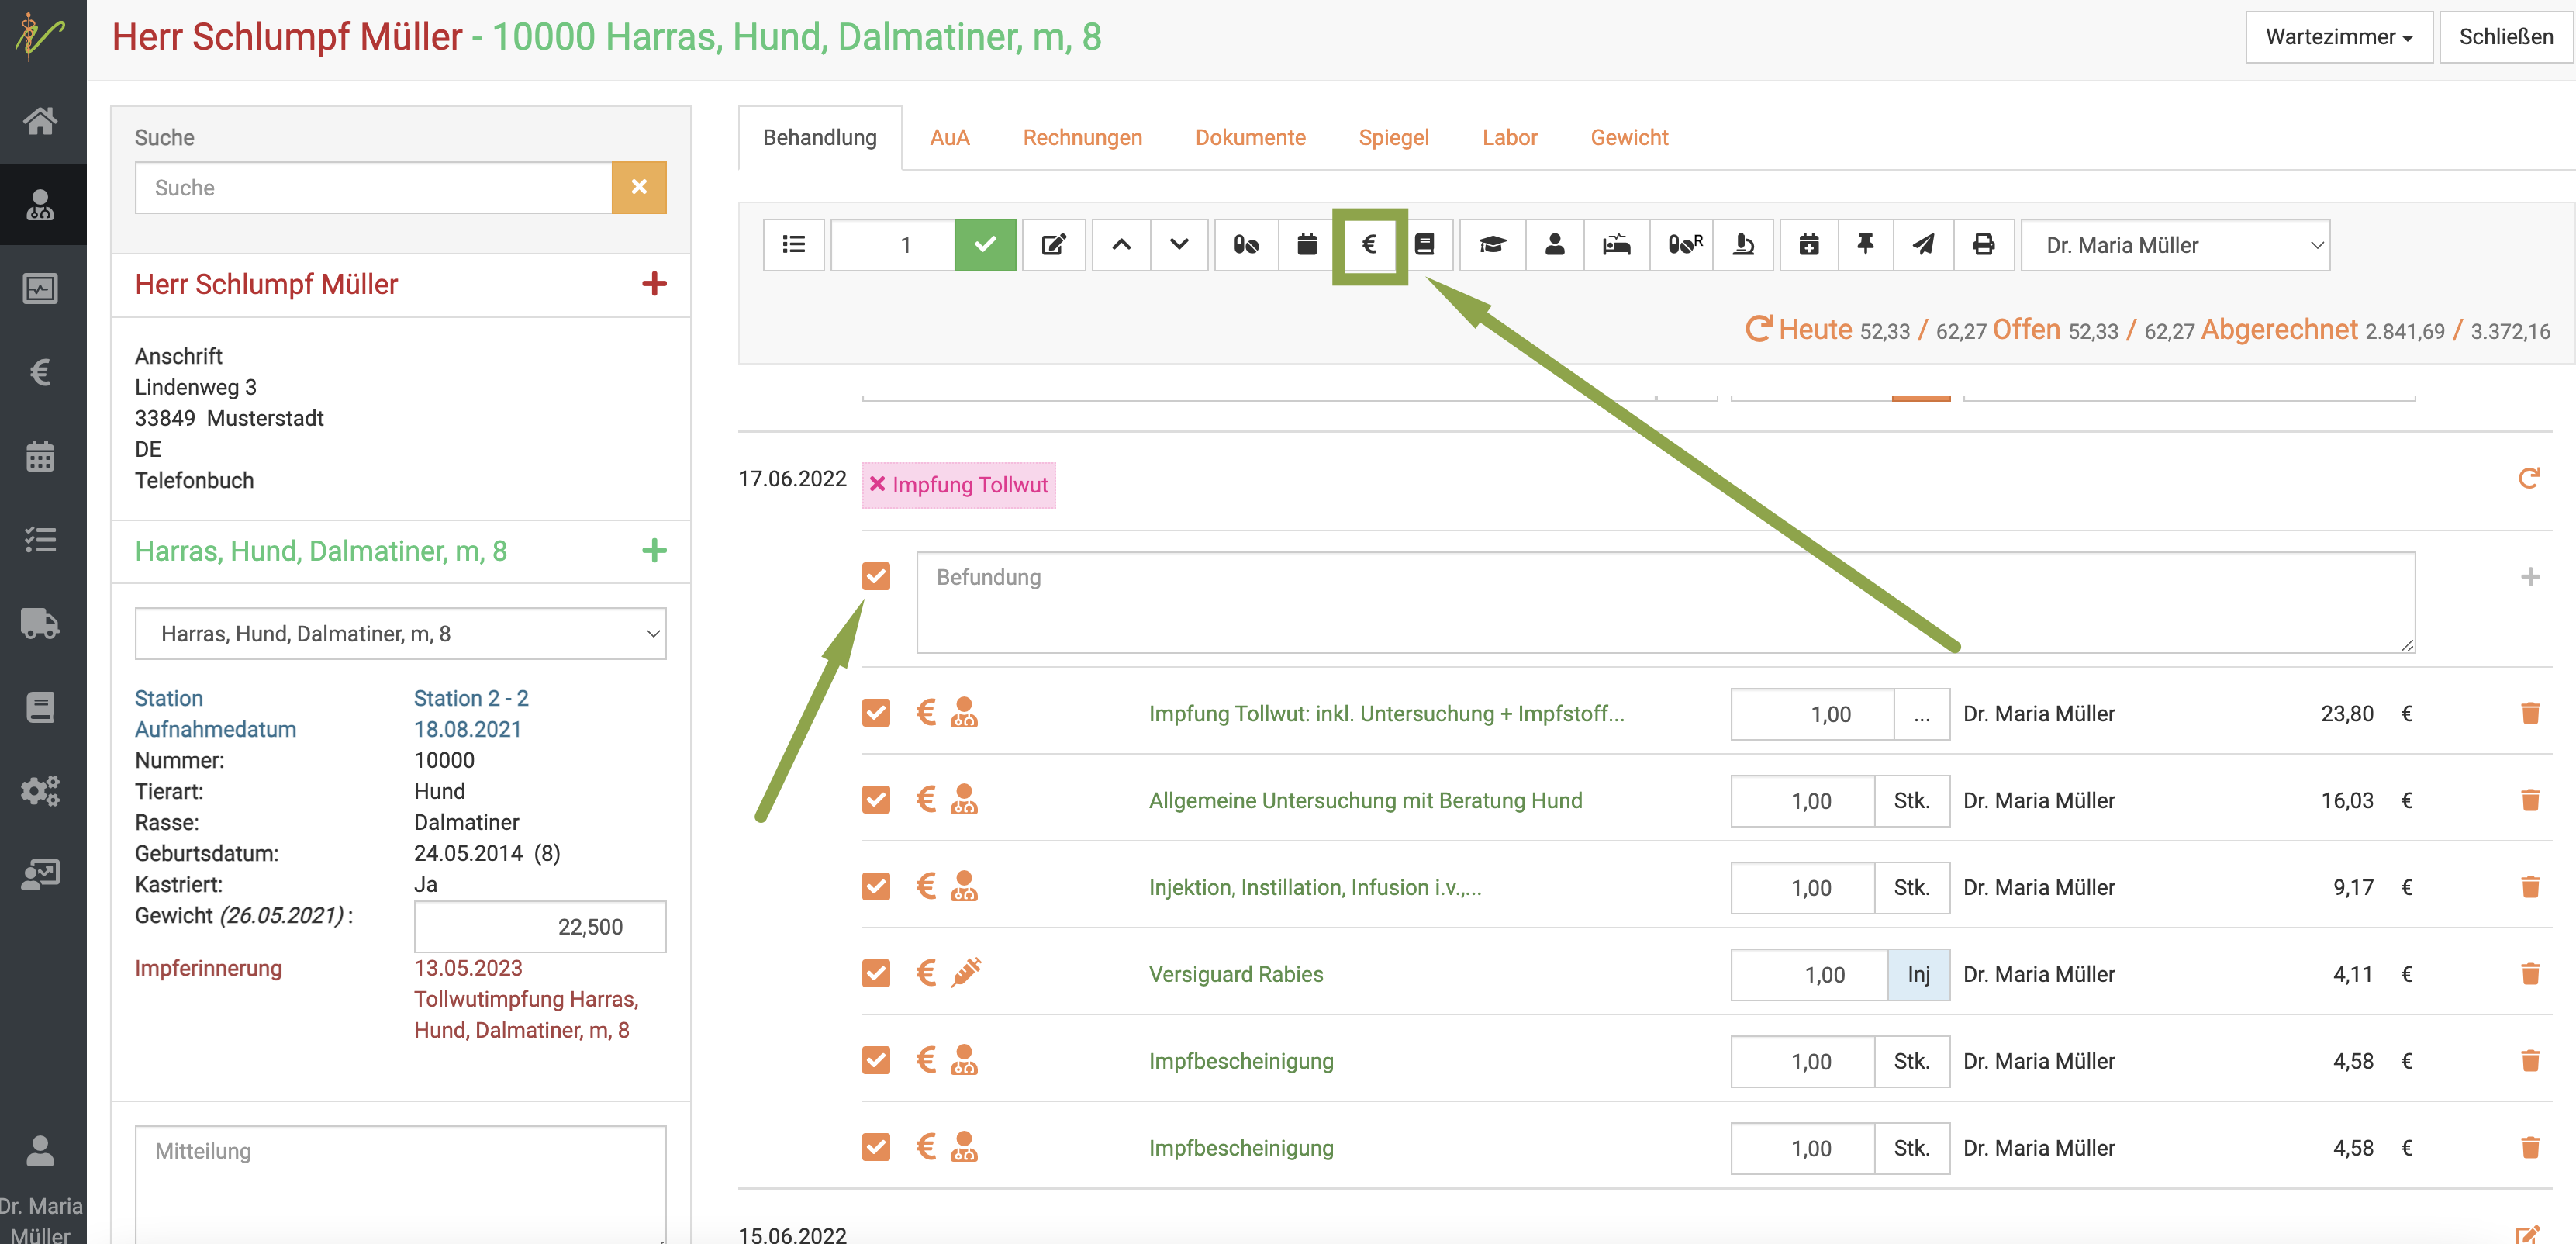 Herr Schlumpf Müller - 10000 Harras, Hund, Dalmatiner, m, 8
Wartezimmer
Schließen
Suche
Suche
Herr Schlumpf Müller
Anschrift
Lindenweg 3
33849 Musterstadt
DE
Telefonbuch
Harras, Hund, Dalmatiner, m, 8
Harras, Hund, Dalmatiner, m, 8
Station Station 2 - 2
Aufnahmedatum 18.08.2021
Nummer: 10000
Tierart: Hund
Rasse: Dalmatiner
Geburtsdatum: 24.05.2014 (8)
Kastriert: Ja
Gewicht (26.05.2021) : 22,500
Impferinnerung 13.05.2023
Tollwutimpfung Harras,
Hund, Dalmatiner, m, 8
Mitteilung
Dr. Maria
Müller
Behandlung AuA Rechnungen Dokumente Spiegel Labor Gewicht
1 € R Dr. Maria Müller
Heute 52,33 / 62,27 Offen 52,33 / 62,27 Abgerechnet 2.841,69 / 3.372,16
17.06.2022 Impfung Tollwut
Befundung
€ Impfung Tollwut: inkl. Untersuchung + Impfstoff... 1,00 ... Dr. Maria Müller 23,80 €
€ Allgemeine Untersuchung mit Beratung Hund 1,00 Stk. Dr. Maria Müller 16,03 €
€ Injektion, Instillation, Infusion i.v.,... 1,00 Stk. Dr. Maria Müller 9,17 €
€ Versiguard Rabies 1,00 Inj Dr. Maria Müller 4,11 €
€ Impfbescheinigung 1,00 Stk. Dr. Maria Müller 4,58 €
€ Impfbescheinigung 1,00 Stk. Dr. Maria Müller 4,58 €
15.06.2022